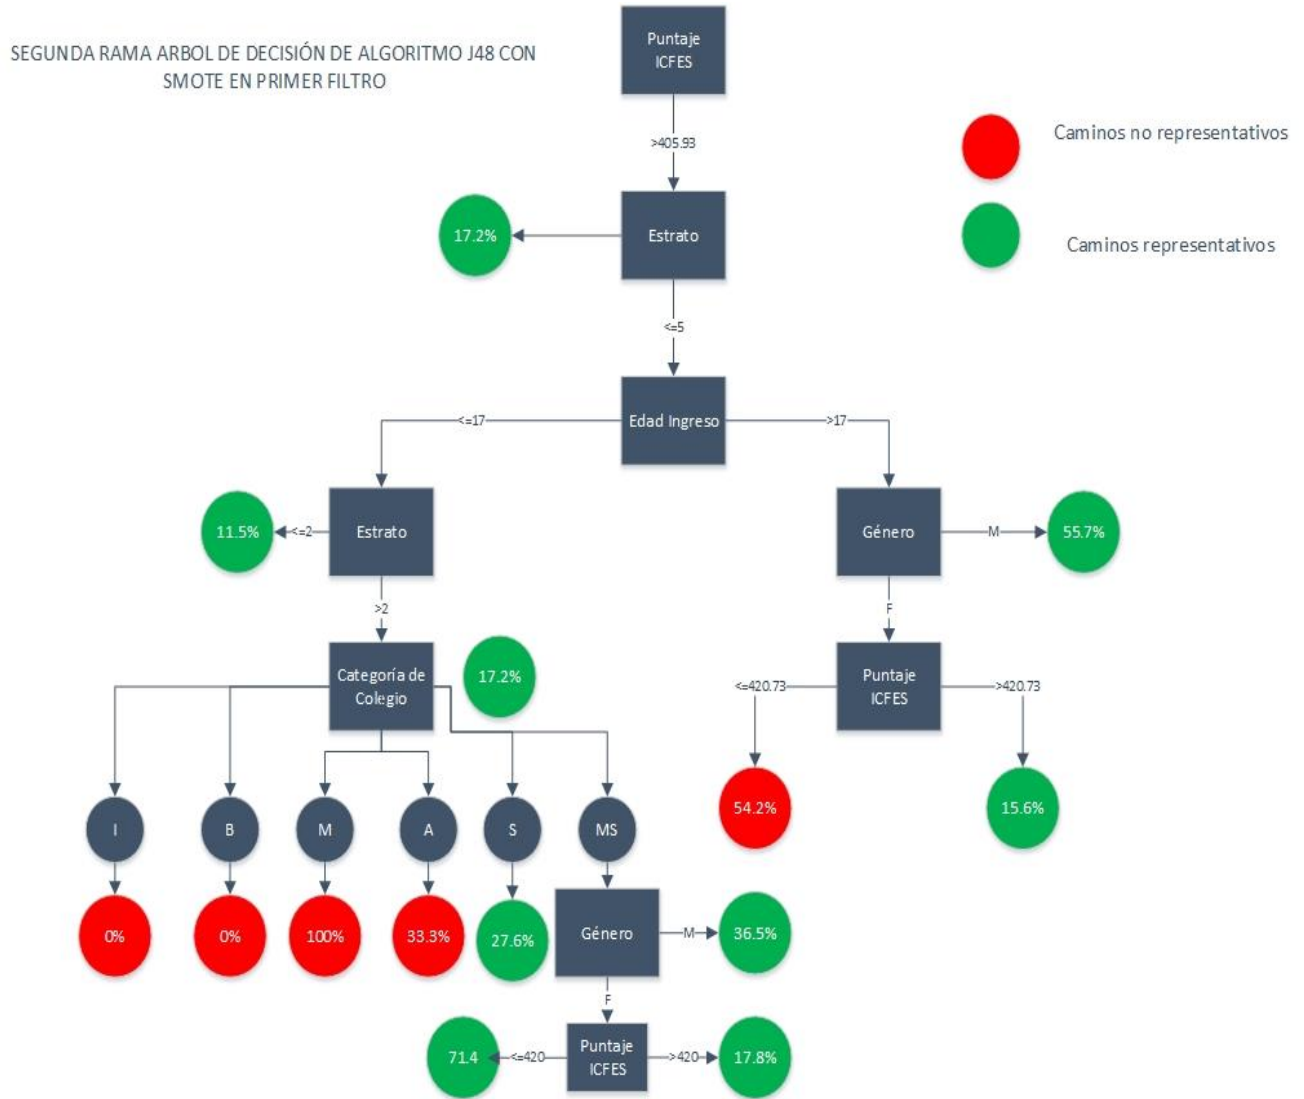 SEGUNDA RAMA ARBOL DE DECISIÓN DE ALGORITMO J48 CON
SMOTE EN PRIMER FILTRO
Puntaje
ICFES
Caminos no representativos
>405.93
17.2%
Estrato
Caminos representativos
<=5
<=17
Edad Ingreso
>17
11.5%
<=2
Estrato
Género
M
55.7%
>2
F
Categoría de
Colegio
17.2%
<=420.73
Puntaje
ICFES
>420.73
I
B
M
A
S
MS
54.2%
15.6%
0%
0%
100%
33.3%
27.6%
Género
M
36.5%
F
71.4
<=420
Puntaje
ICFES
>420
17.8%